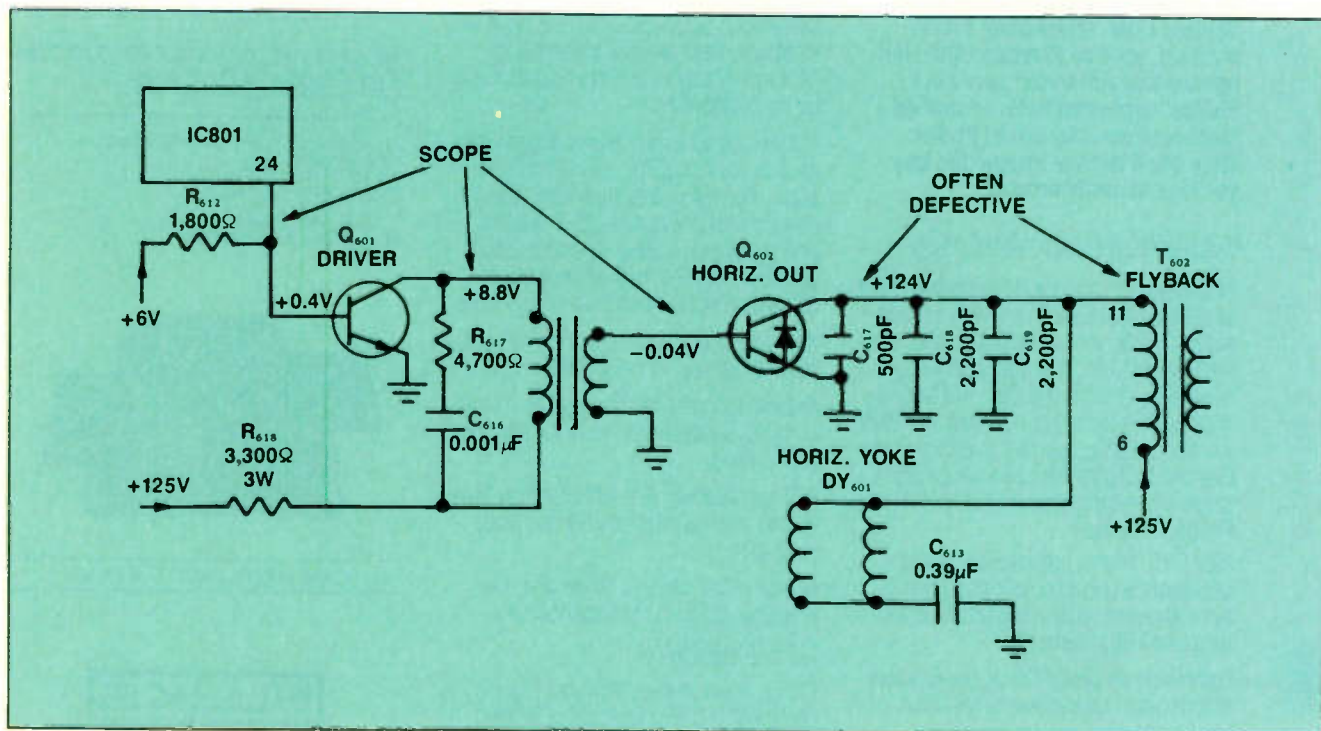 IC801
24
R612
1,800Ω
+6V
SCOPE
Q601
DRIVER
+0.4V
+8.8V
R617
4,700Ω
C616
0.001µF
R618
3,300Ω
3W
+125V
−0.04V
Q602
HORIZ. OUT
OFTEN
DEFECTIVE
+124V
C617
500pF
C618
2,200pF
C619
2,200pF
T602
FLYBACK
11
6
+125V
HORIZ. YOKE
DY601
C613
0.39µF